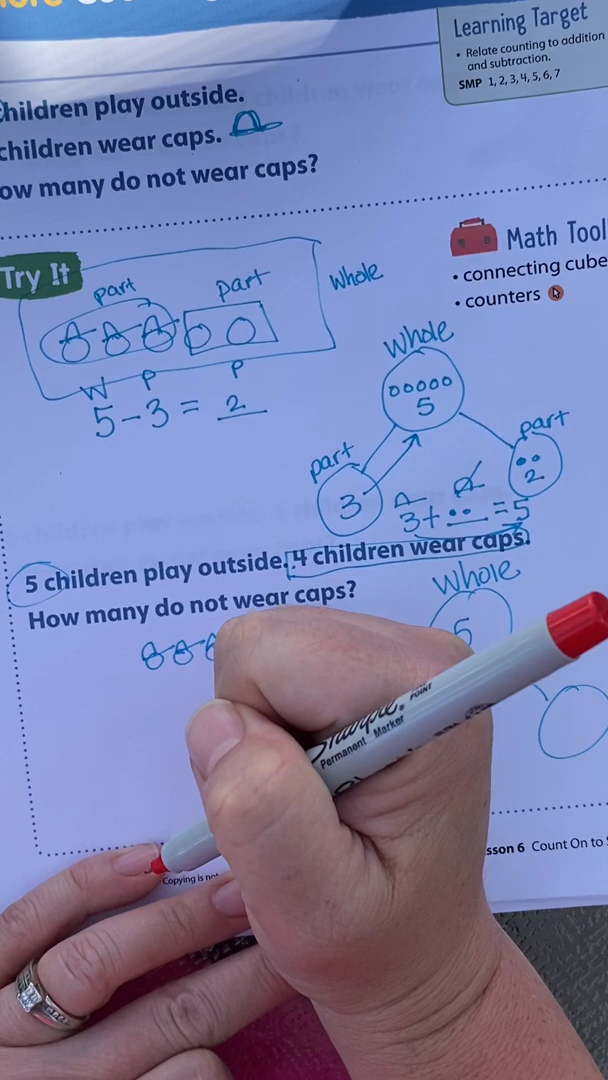 Learning Target
• Relate counting to addition
and subtraction.
SMP 1, 2, 3, 4, 5, 6, 7
children play outside.
children wear caps.
ow many do not wear caps?
Try It
part
part
whole
W P P
5 - 3 = 2
Math Tool
• connecting cube
• counters
Whole
5
part
3
part
2
3 + = 5
5 children play outside. 4 children wear caps.
How many do not wear caps?
Whole
5
Sharpie
Permanent Marker
POINT
sson 6 Count On to
Copying is